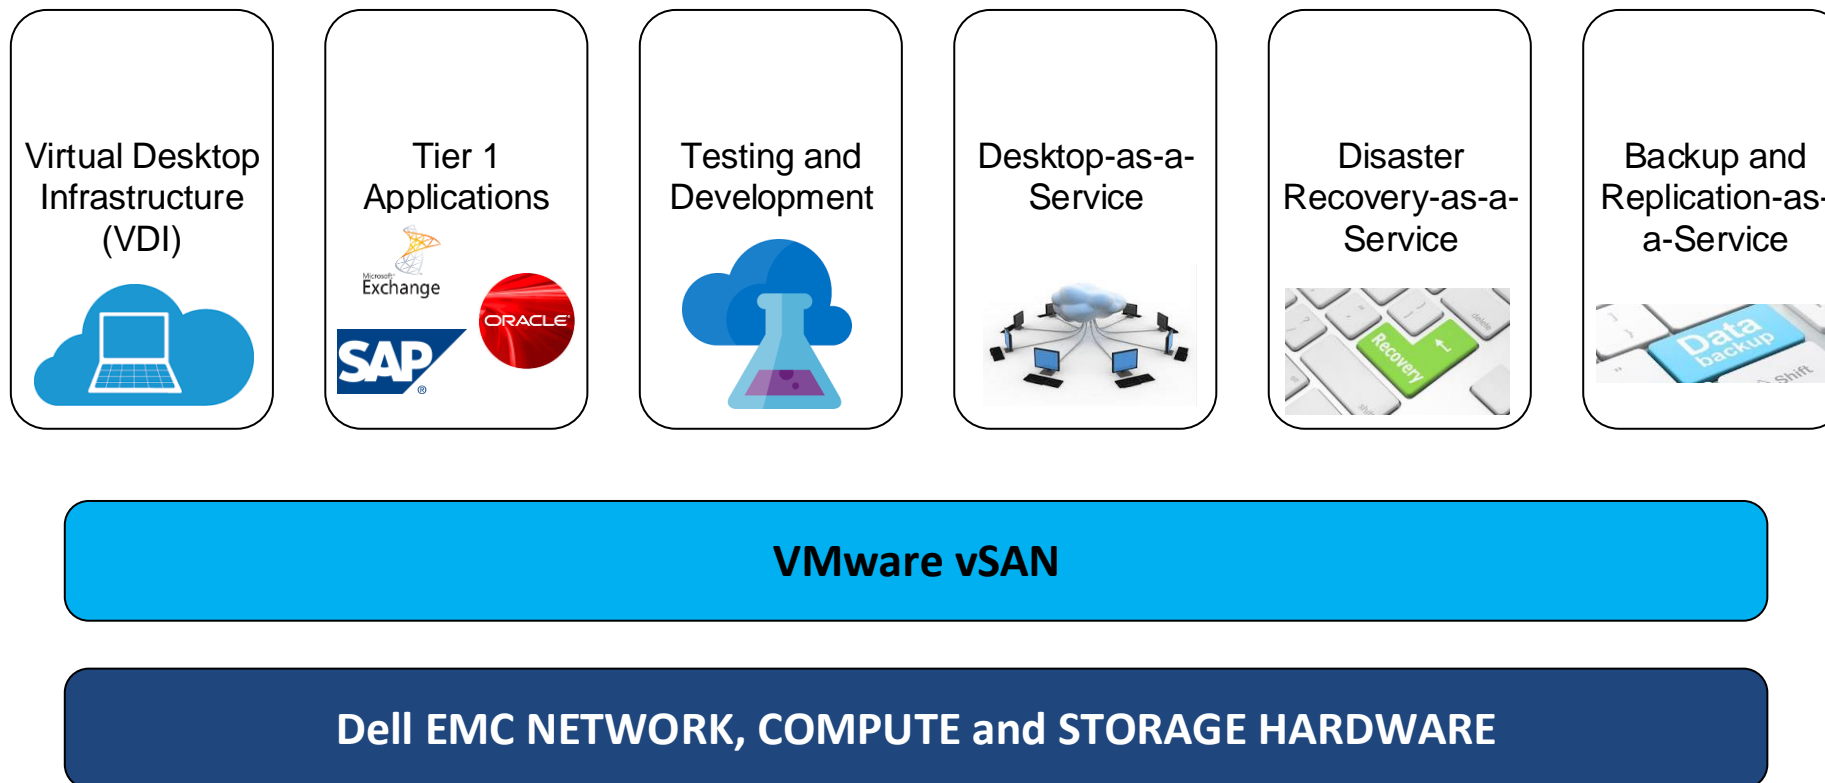 Virtual Desktop
Infrastructure
(VDI)
Tier 1
Applications
Microsoft
Exchange
ORACLE
SAP
®
Testing and
Development
Desktop-as-a-
Service
Disaster
Recovery-as-a-
Service
delete
Recovery
shift
Backup and
Replication-as-
a-Service
Data
backup
Shift
VMware vSAN
Dell EMC NETWORK, COMPUTE and STORAGE HARDWARE